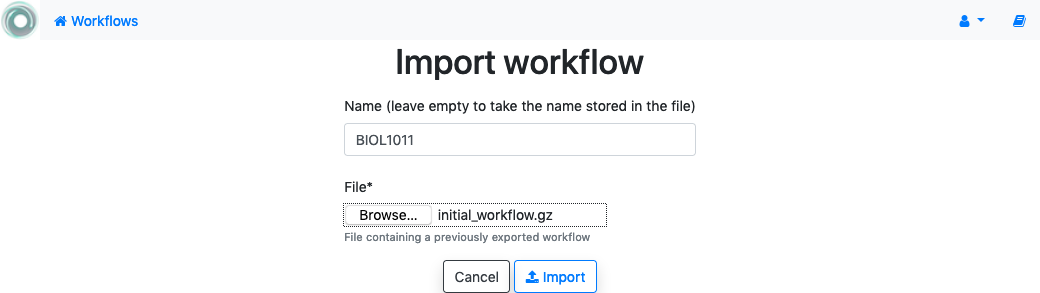 Workflows
Import workflow
Name (leave empty to take the name stored in the file)
BIOL1011
File*
Browse... initial_workflow.gz
File containing a previously exported workflow
Cancel Import